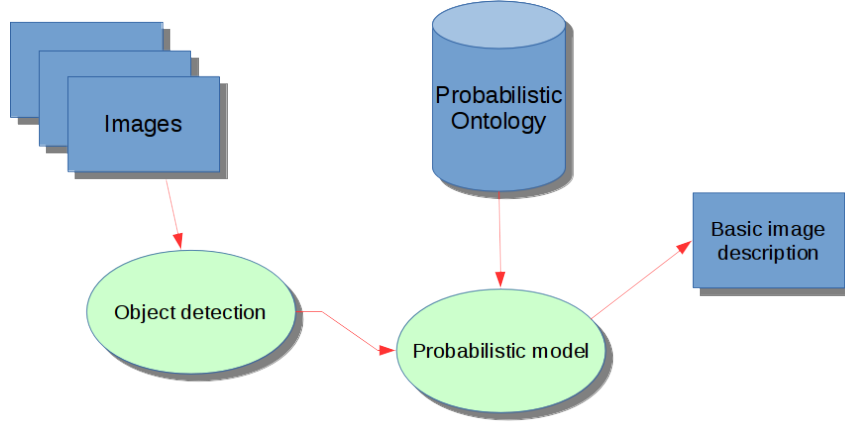 Images
Probabilistic
Ontology
Basic image
description
Object detection
Probabilistic model